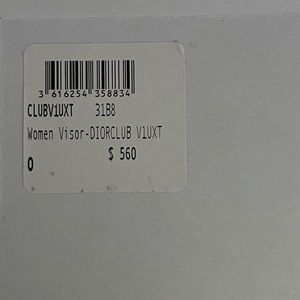 3 616254 358834
CLUBV1UXT 31B8
Women Visor-DIORCLUB V1UXT
$ 560
0